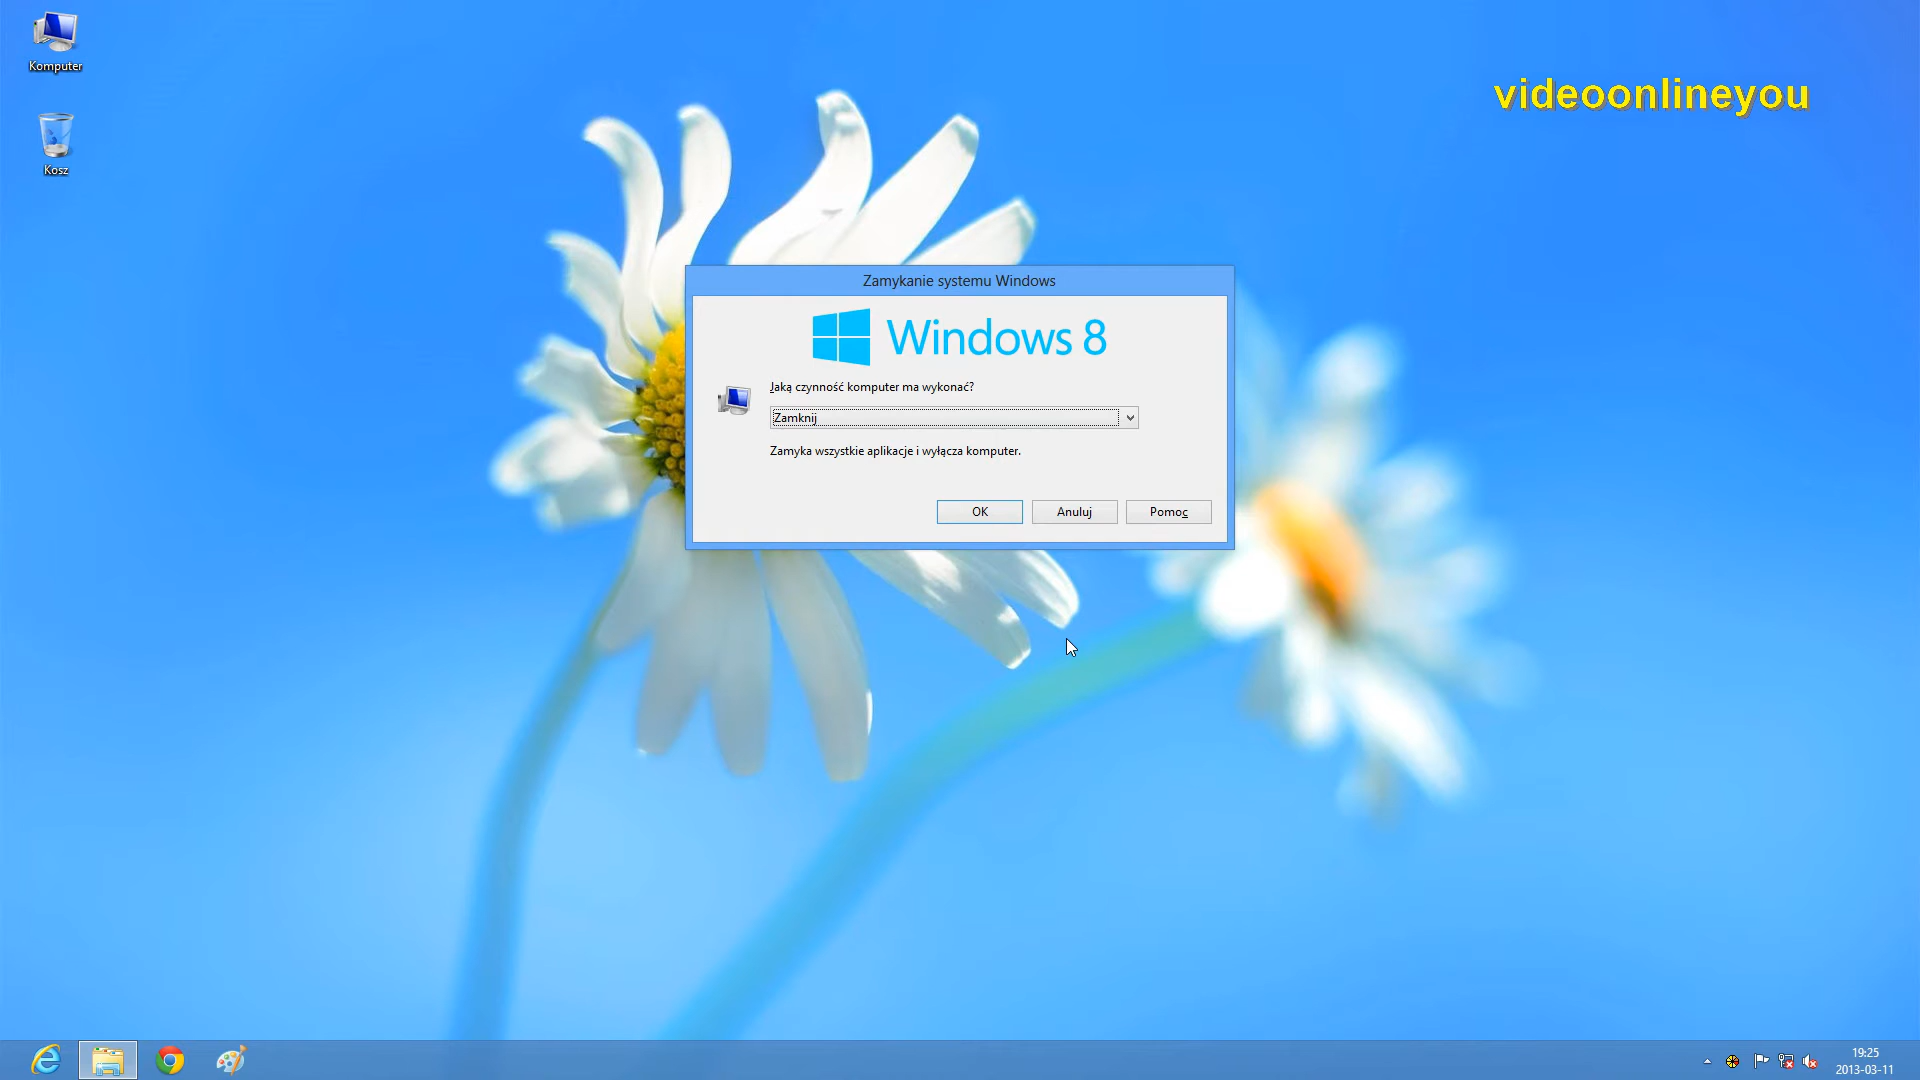 Komputer
Kosz
videoonlineyou
Zamykanie systemu Windows
Windows 8
Jaką czynność komputer ma wykonać?
Zamknij
Zamyka wszystkie aplikacje i wyłącza komputer.
OK
Anuluj
Pomoc
19:25
2013-03-11